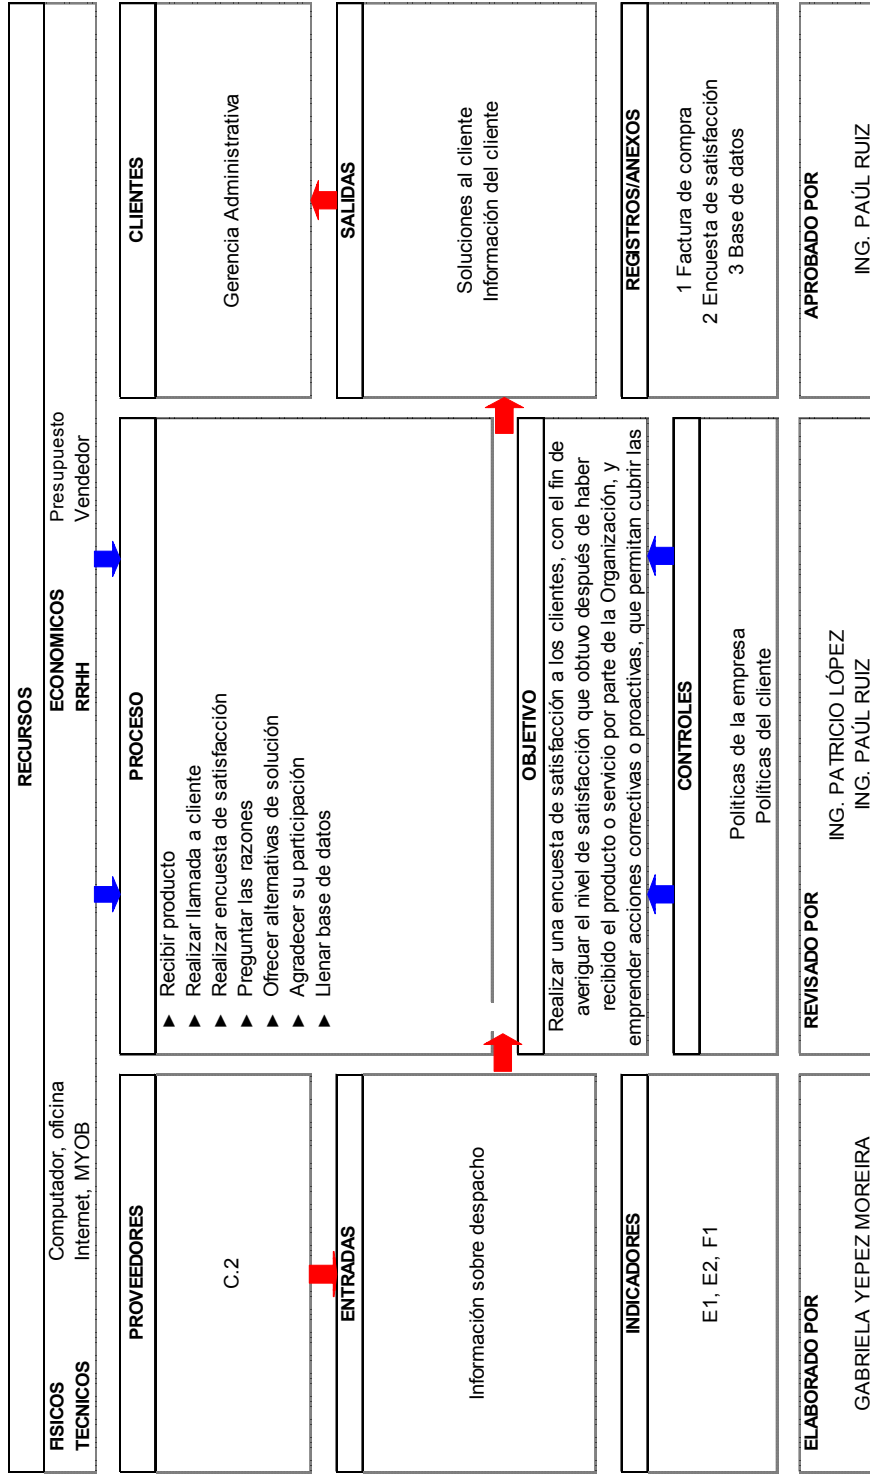 RECURSOS
FISICOS Computador, oficina ECONOMICOS Presupuesto
TECNICOS Internet, MYOB RRHH Vendedor
PROVEEDORES
C.2
ENTRADAS
Información sobre despacho
INDICADORES
E1, E2, F1
PROCESO
► Recibir producto
► Realizar llamada a cliente
► Realizar encuesta de satisfacción
► Preguntar las razones
► Ofrecer alternativas de solución
► Agradecer su participación
► Llenar base de datos
OBJETIVO
Realizar una encuesta de satisfacción a los clientes, con el fin de
averiguar el nivel de satisfacción que obtuvo después de haber
recibido el producto o servicio por parte de la Organización, y
emprender acciones correctivas o proactivas, que permitan cubrir las
CONTROLES
Politicas de la empresa
Políticas del cliente
CLIENTES
Gerencia Administrativa
SALIDAS
Soluciones al cliente
Información del cliente
REGISTROS/ANEXOS
1 Factura de compra
2 Encuesta de satisfacción
3 Base de datos
ELABORADO POR
GABRIELA YEPEZ MOREIRA
REVISADO POR
ING. PATRICIO LÓPEZ
ING. PAÚL RUIZ
APROBADO POR
ING. PAÚL RUIZ